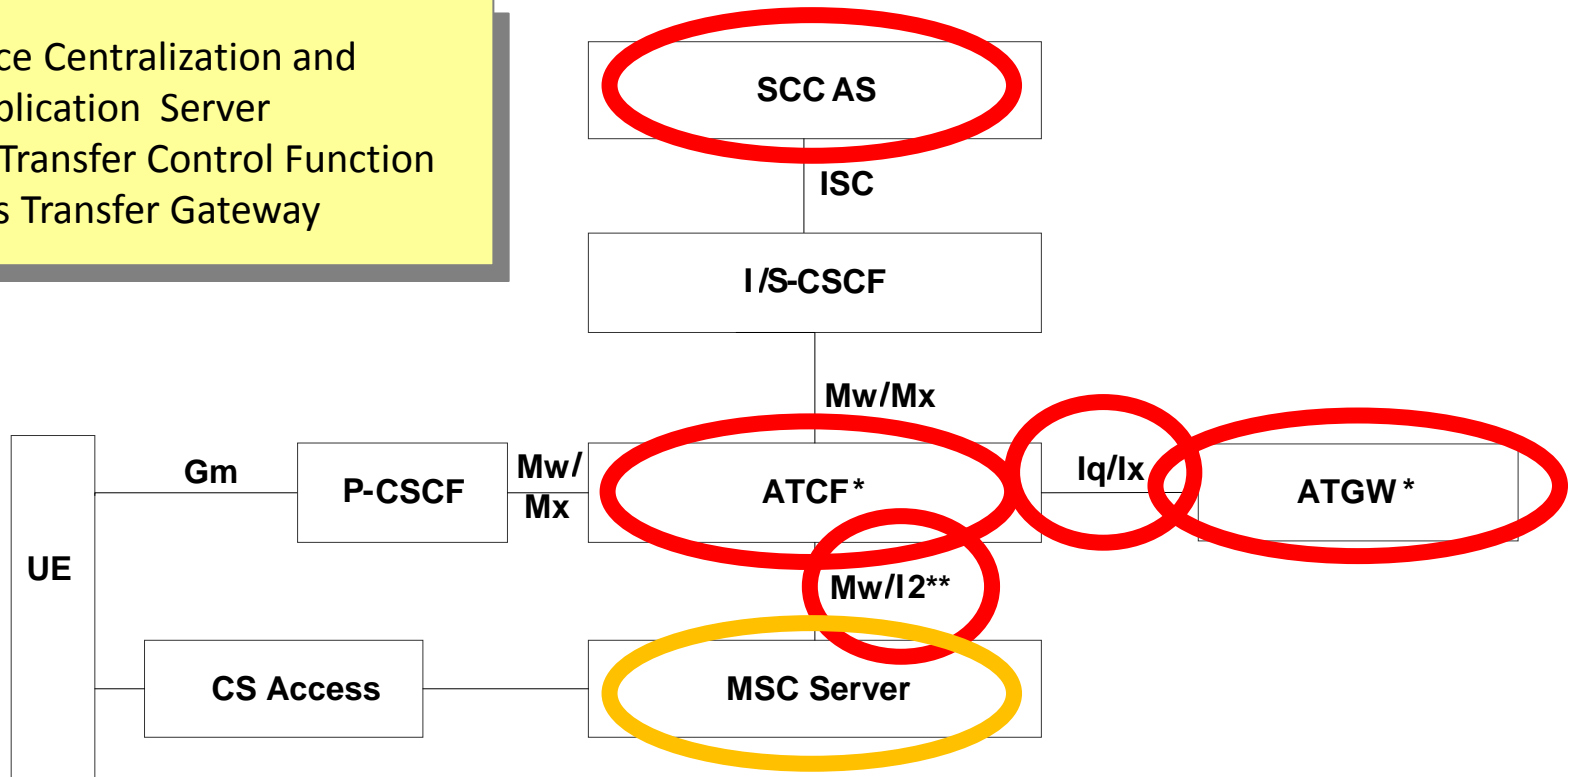 ce Centralization and
plication Server
Transfer Control Function
s Transfer Gateway
SCC AS
ISC
I/S-CSCF
Mw/Mx
Gm
P-CSCF
Mw/
Mx
ATCF*
Iq/Ix
ATGW*
UE
Mw/I2**
CS Access
MSC Server